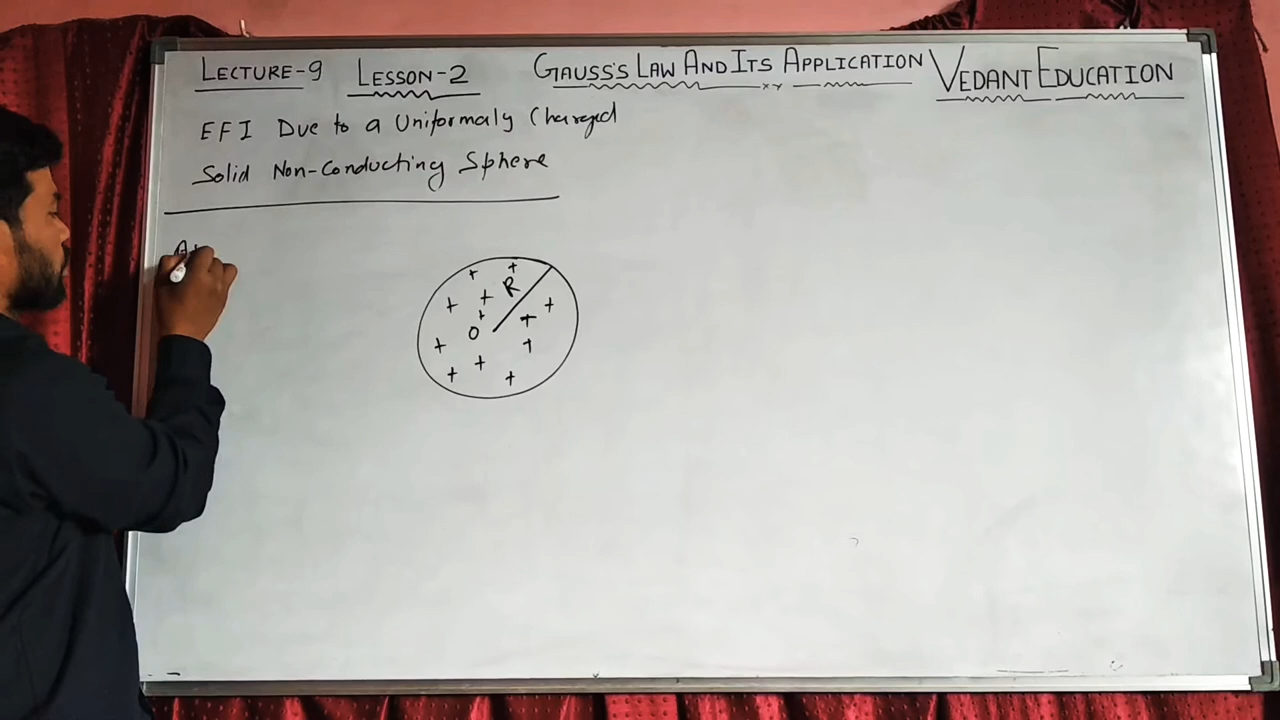 LECTURE-9 LESSON-2 GAUSS'S LAW AND ITS APPLICATION VEDANT EDUCATION
EFI Due to a Uniformaly Charged
Solid Non-Conducting Sphere
R
O